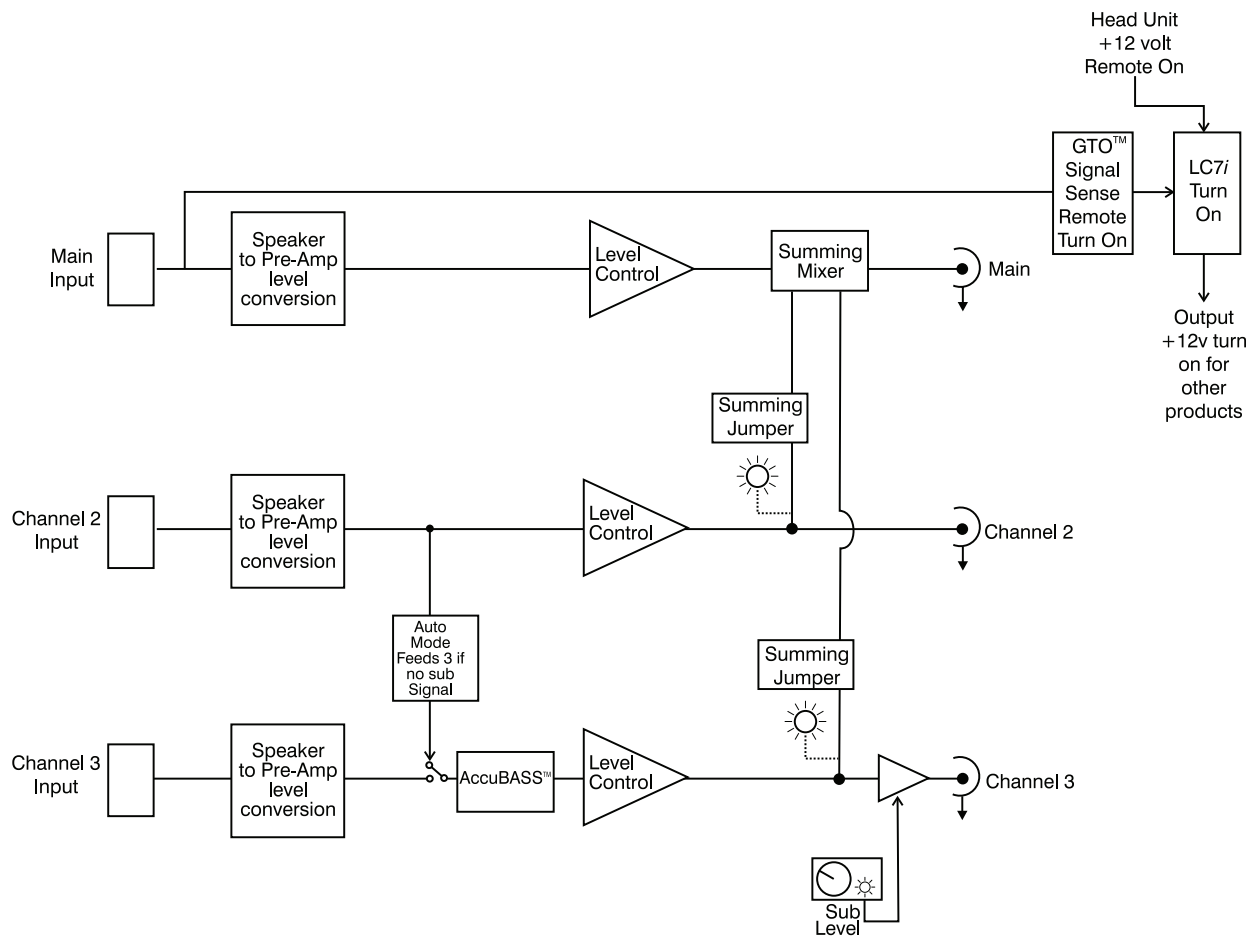 Head Unit
+12 volt
Remote On
GTO™
Signal
Sense
Remote
Turn On
LC7i
Turn
On
Output
+12v turn
on for
other
products
Main
Input
Speaker
to Pre-Amp
level
conversion
Level
Control
Summing
Mixer
Main
Summing
Jumper
Channel 2
Input
Speaker
to Pre-Amp
level
conversion
Level
Control
Channel 2
Auto
Mode
Feeds 3 if
no sub
Signal
Summing
Jumper
Channel 3
Input
Speaker
to Pre-Amp
level
conversion
AccuBASS™
Level
Control
Channel 3
Sub
Level